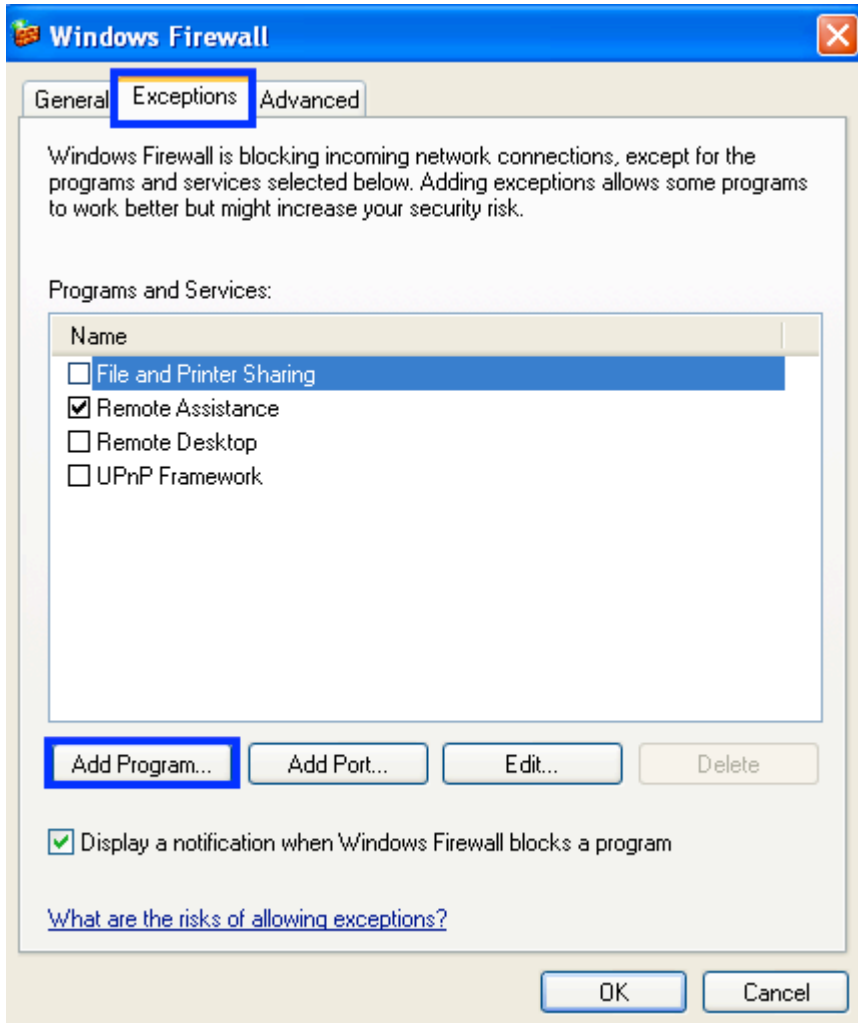 Windows Firewall
General Exceptions Advanced
Windows Firewall is blocking incoming network connections, except for the
programs and services selected below. Adding exceptions allows some programs
to work better but might increase your security risk.
Programs and Services:
Name
File and Printer Sharing
Remote Assistance
Remote Desktop
UPnP Framework
Add Program... Add Port... Edit... Delete
Display a notification when Windows Firewall blocks a program
What are the risks of allowing exceptions?
OK Cancel